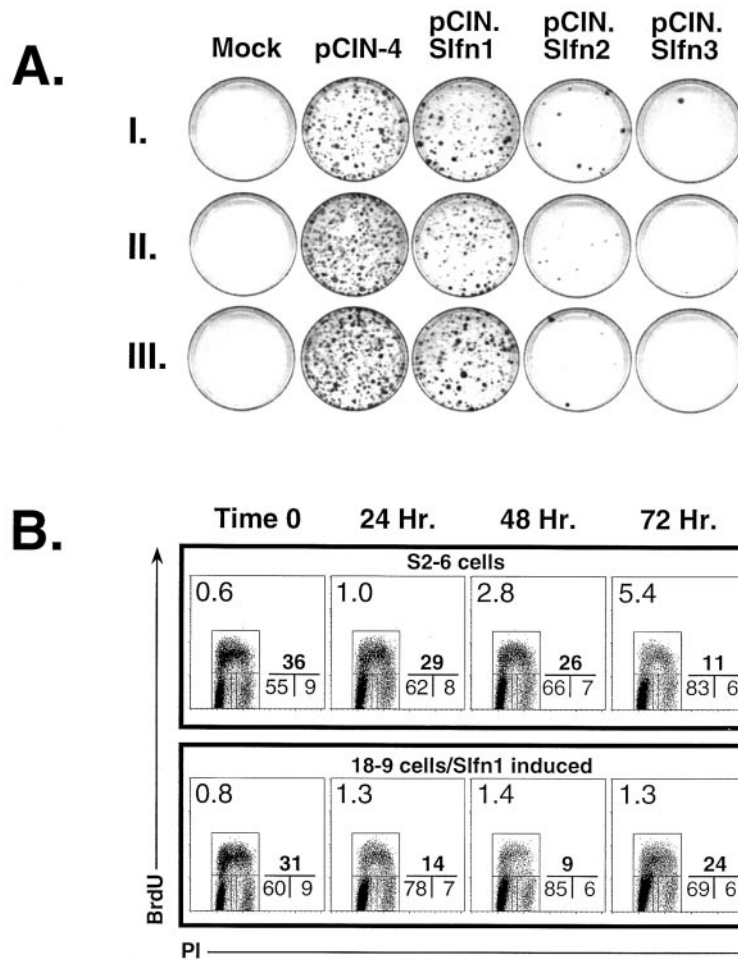 A.
Mock pCIN-4 pCIN. Slfn1 pCIN. Slfn2 pCIN. Slfn3
I.
II.
III.
B.
Time 0 24 Hr. 48 Hr. 72 Hr.
S2-6 cells
0.6 1.0 2.8 5.4
36 29 26 11
55 9 62 8 66 7 83 6
18-9 cells/Slfn1 induced
0.8 1.3 1.4 1.3
31 14 9 24
60 9 78 7 85 6 69 6
BrdU
PI